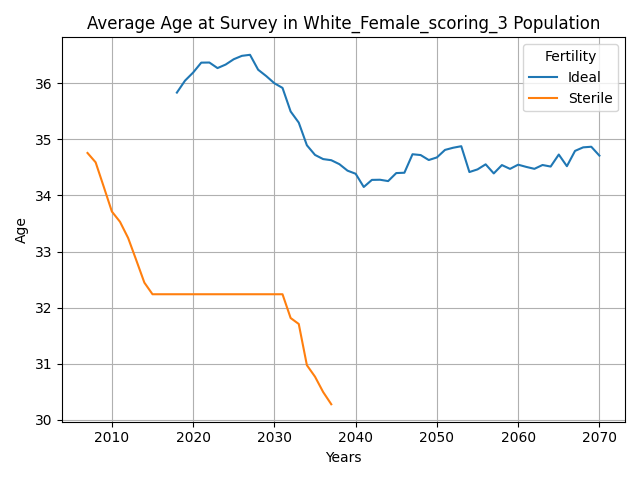 Average Age at Survey in White_Female_scoring_3 Population
Fertility
Ideal
Sterile
Age
36
35
34
33
32
31
30
2010 2020 2030 2040 2050 2060 2070
Years